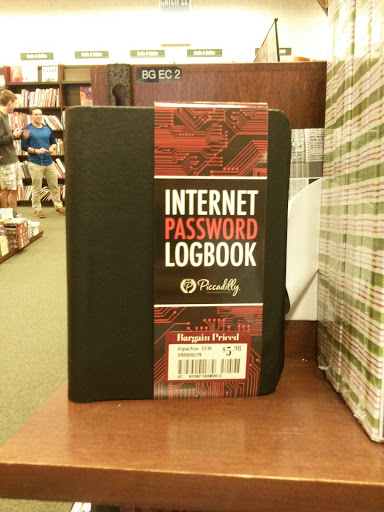 BG EC 2
INTERNET
PASSWORD
LOGBOOK
Piccadilly
Bargain Priced
$5.98